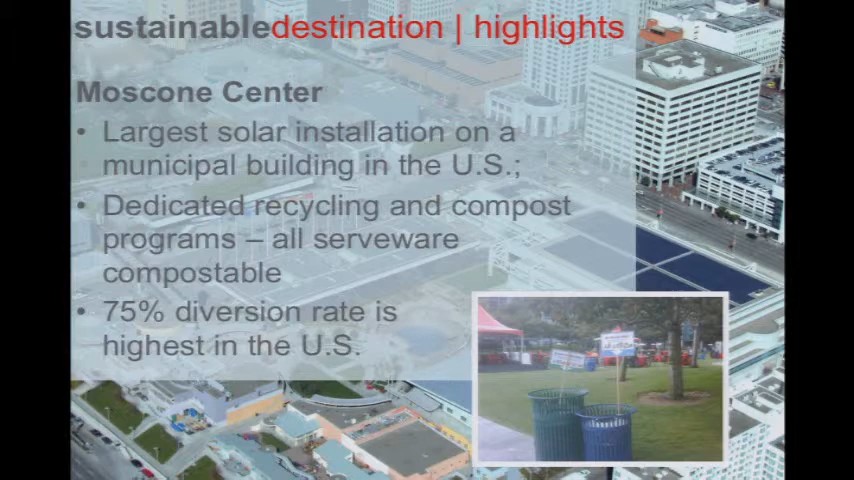 sustainabledestination | highlights
Moscone Center
• Largest solar installation on a
municipal building in the U.S.;
• Dedicated recycling and compost
programs – all serveware
compostable
• 75% diversion rate is
highest in the U.S.